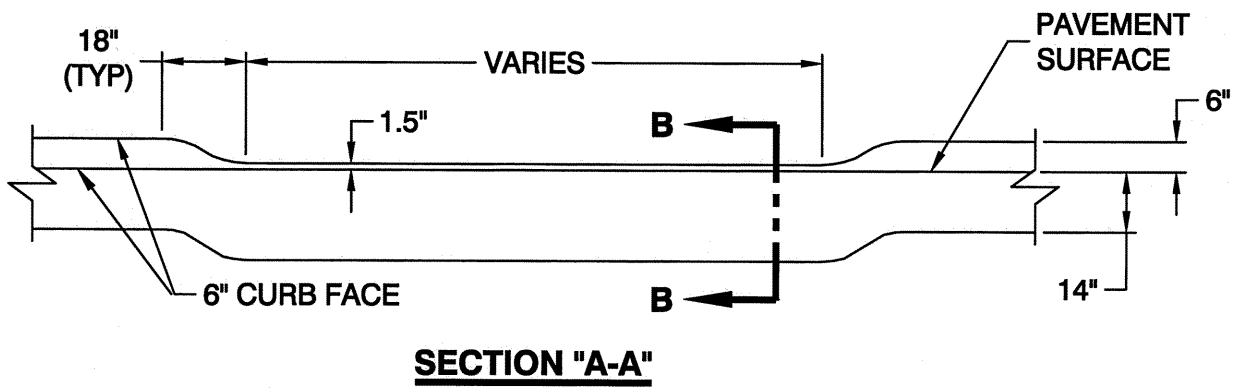 18"
(TYP)
VARIES
PAVEMENT
SURFACE
6"
1.5"
B
6" CURB FACE
B
14"
SECTION "A-A"